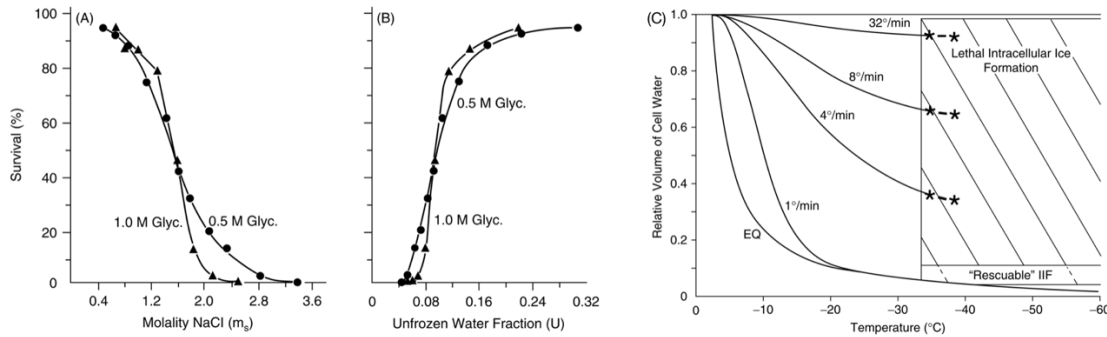 (A)
Survival (%)
100
80
60
40
20
0
1.0 M Glyc.
0.5 M Glyc.
0.4
1.2
2.0
2.8
3.6
Molality NaCl (mₛ)
(B)
0.5 M Glyc.
1.0 M Glyc.
0
0.08
0.16
0.24
0.32
Unfrozen Water Fraction (U)
(C)
Relative Volume of Cell Water
1.0
0.8
0.6
0.4
0.2
0
32°/min
8°/min
4°/min
1°/min
EQ
Lethal Intracellular Ice
Formation
"Rescuable" IIF
0
−10
−20
−30
−40
−50
−60
Temperature (°C)